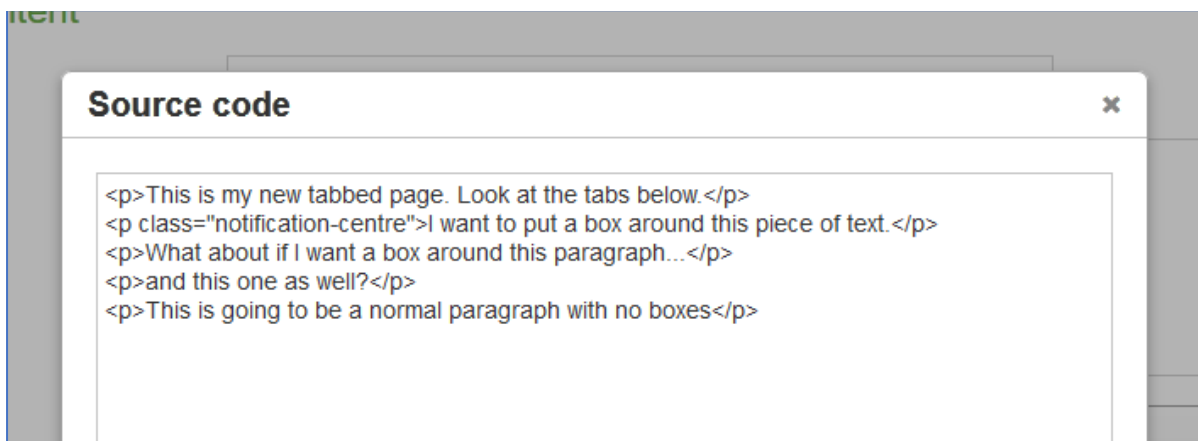 Source code
<p>This is my new tabbed page. Look at the tabs below.</p>
<p class="notification-centre">I want to put a box around this piece of text.</p>
<p>What about if I want a box around this paragraph...</p>
<p>and this one as well?</p>
<p>This is going to be a normal paragraph with no boxes</p>